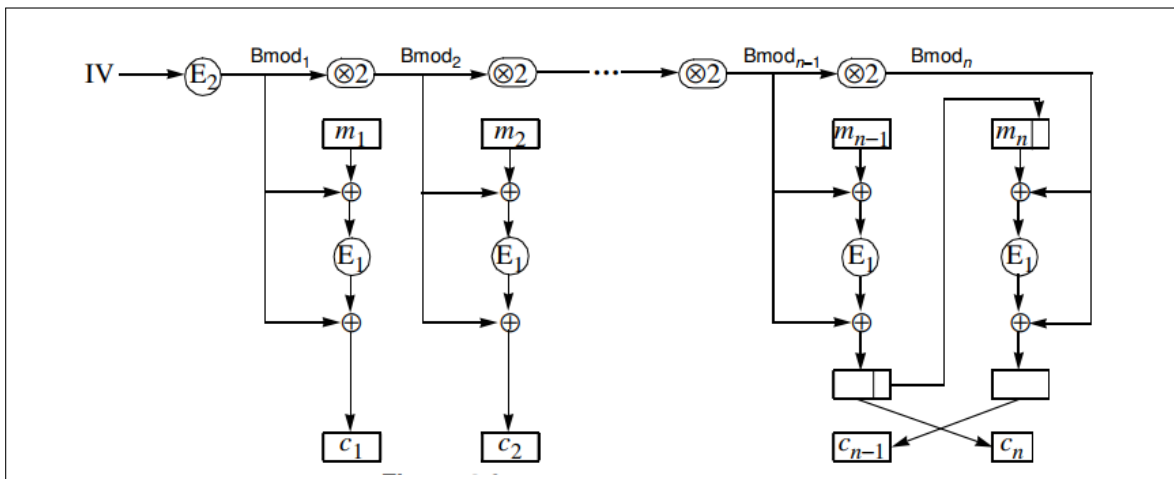 Bmod₁ Bmod₂ Bmodₙ₋₁ Bmodₙ
IV E₂ ⊗2 ⊗2 ... ⊗2 ⊗2
m₁ m₂ mₙ₋₁ mₙ
⊕ ⊕ ⊕ ⊕
E₁ E₁ E₁ E₁
⊕ ⊕ ⊕ ⊕
c₁ c₂ cₙ₋₁ cₙ